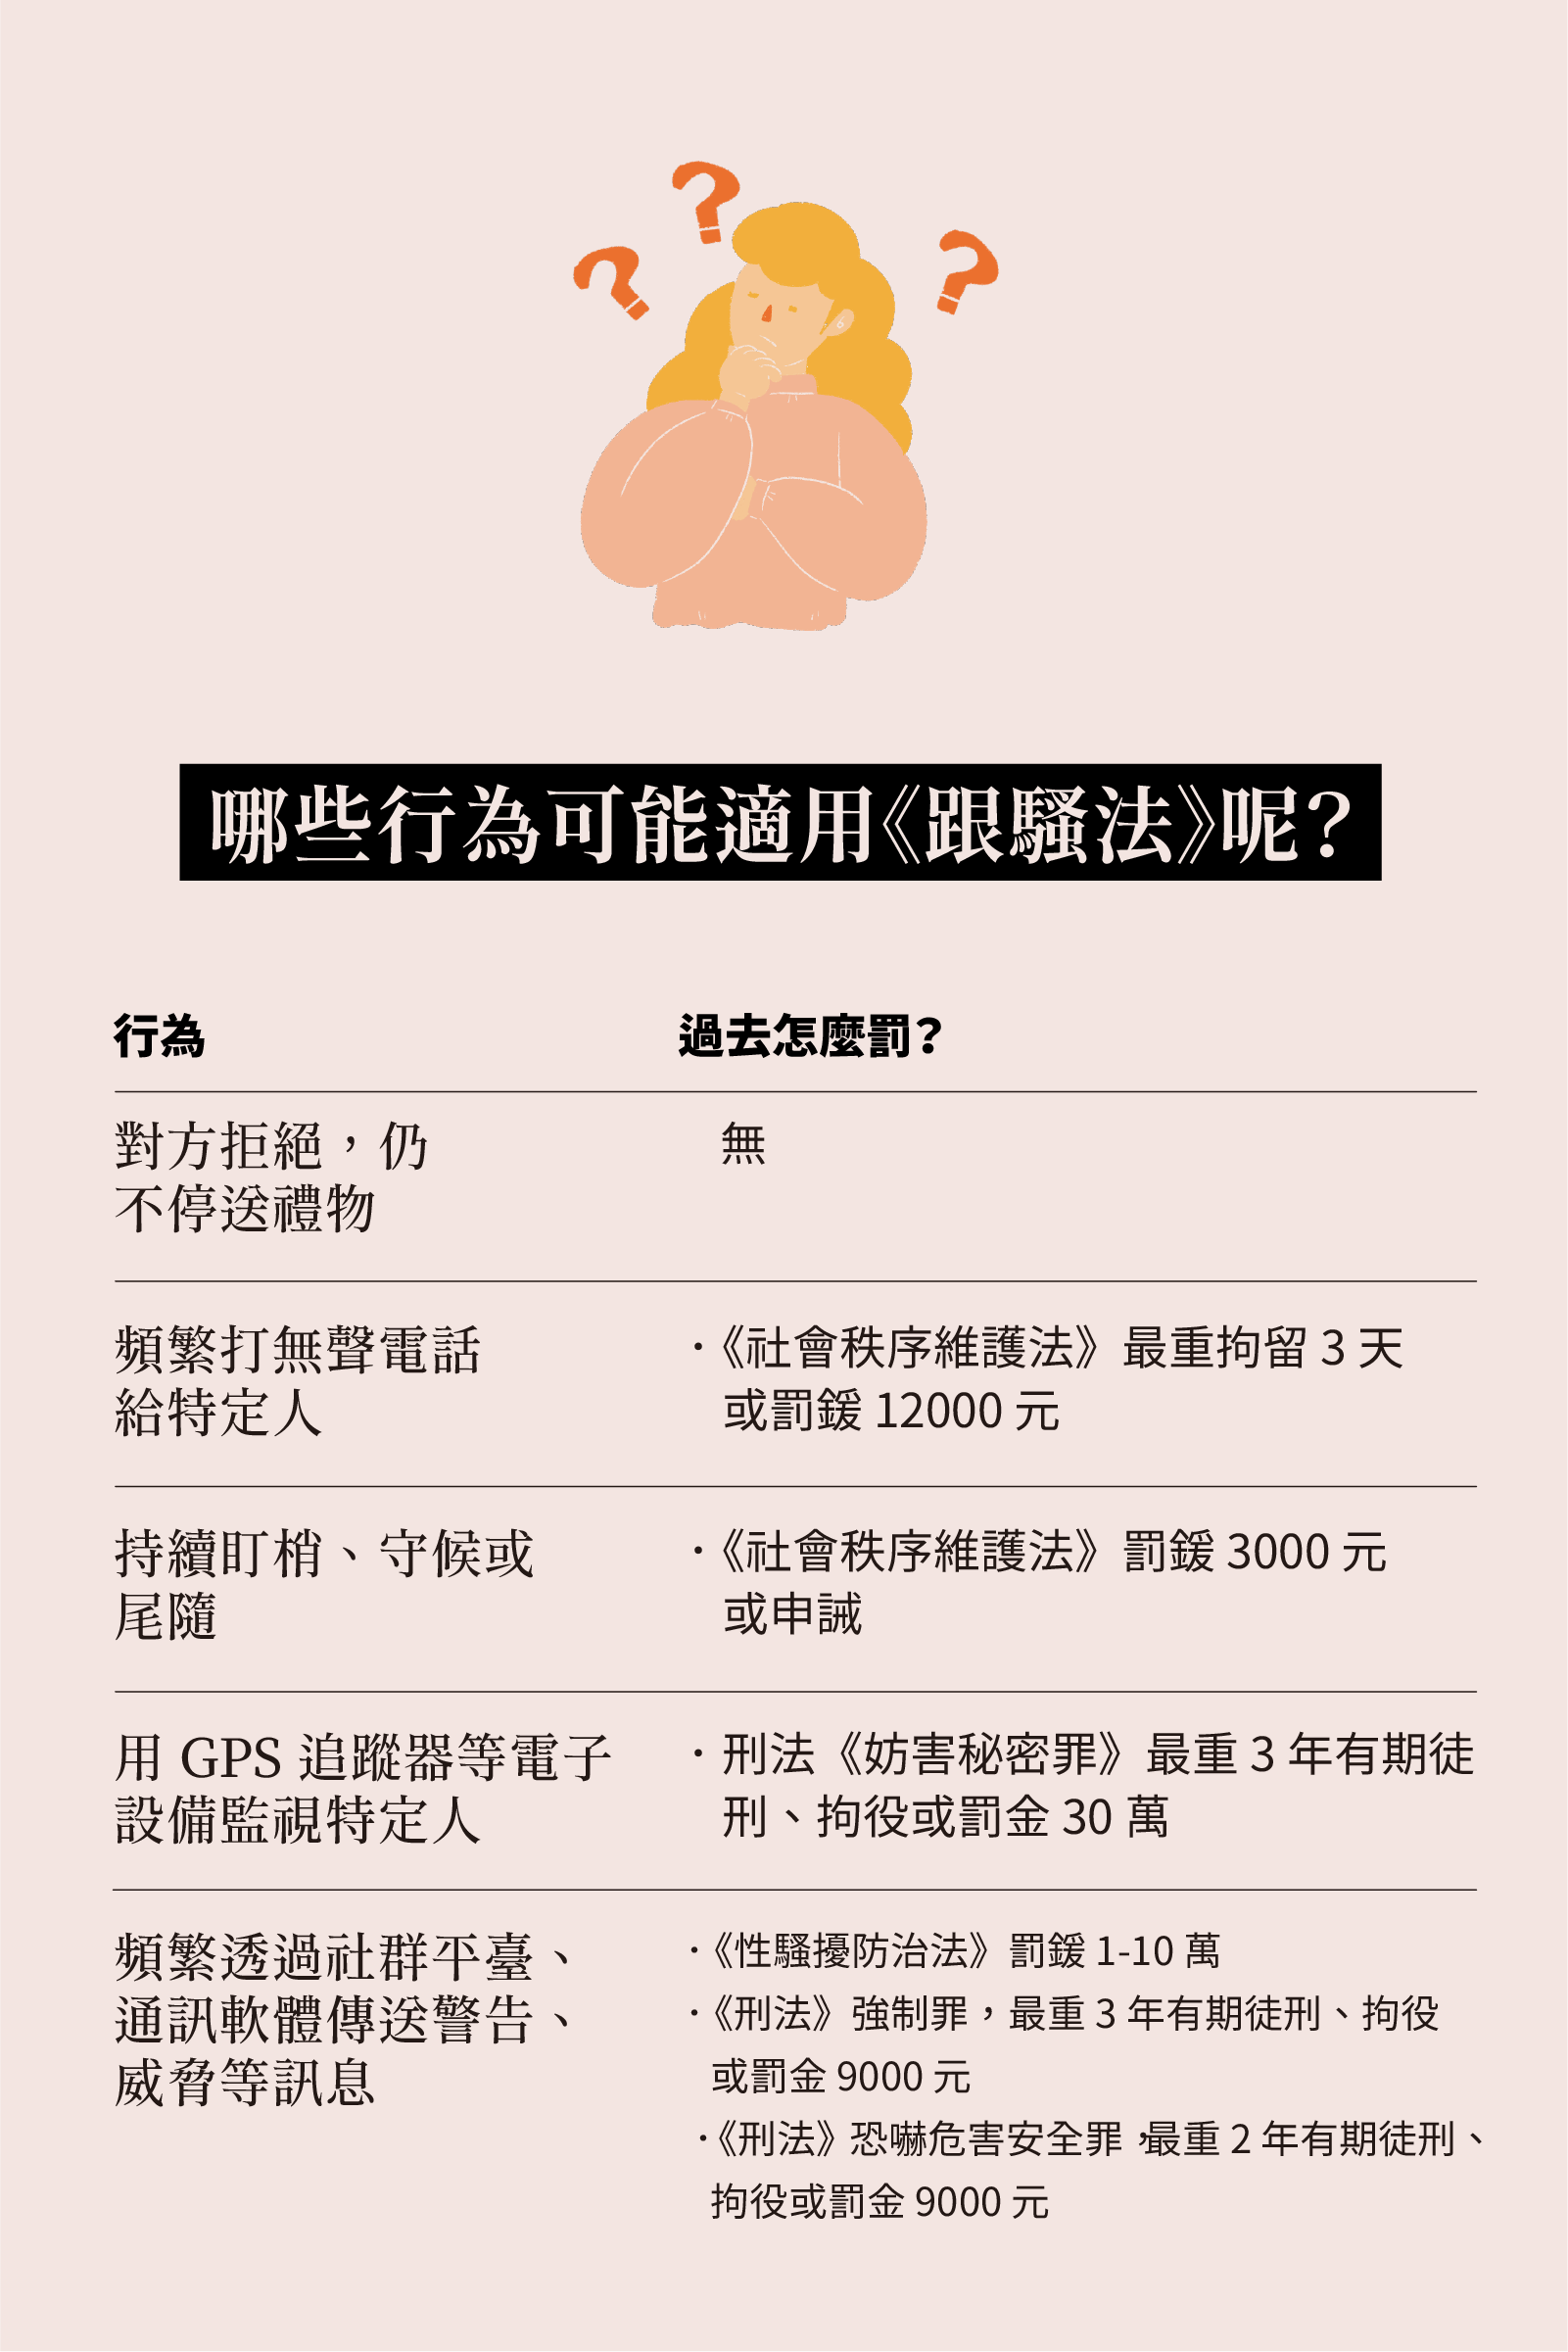 ?
?
?
哪些行為可能適用《跟騷法》呢？
行為
過去怎麼罰？
對方拒絕，仍
不停送禮物
無
頻繁打無聲電話
給特定人
·《社會秩序維護法》最重拘留 3 天
或罰鍰 12000 元
持續盯梢、守候或
尾隨
·《社會秩序維護法》罰鍰 3000 元
或申誡
用 GPS 追蹤器等電子
設備監視特定人
· 刑法《妨害秘密罪》最重 3 年有期徒
刑、拘役或罰金 30 萬
頻繁透過社群平臺、
通訊軟體傳送警告、
威脅等訊息
·《性騷擾防治法》罰鍰 1-10 萬
·《刑法》強制罪，最重 3 年有期徒刑、拘役
或罰金 9000 元
·《刑法》恐嚇危害安全罪，最重 2 年有期徒刑、
拘役或罰金 9000 元